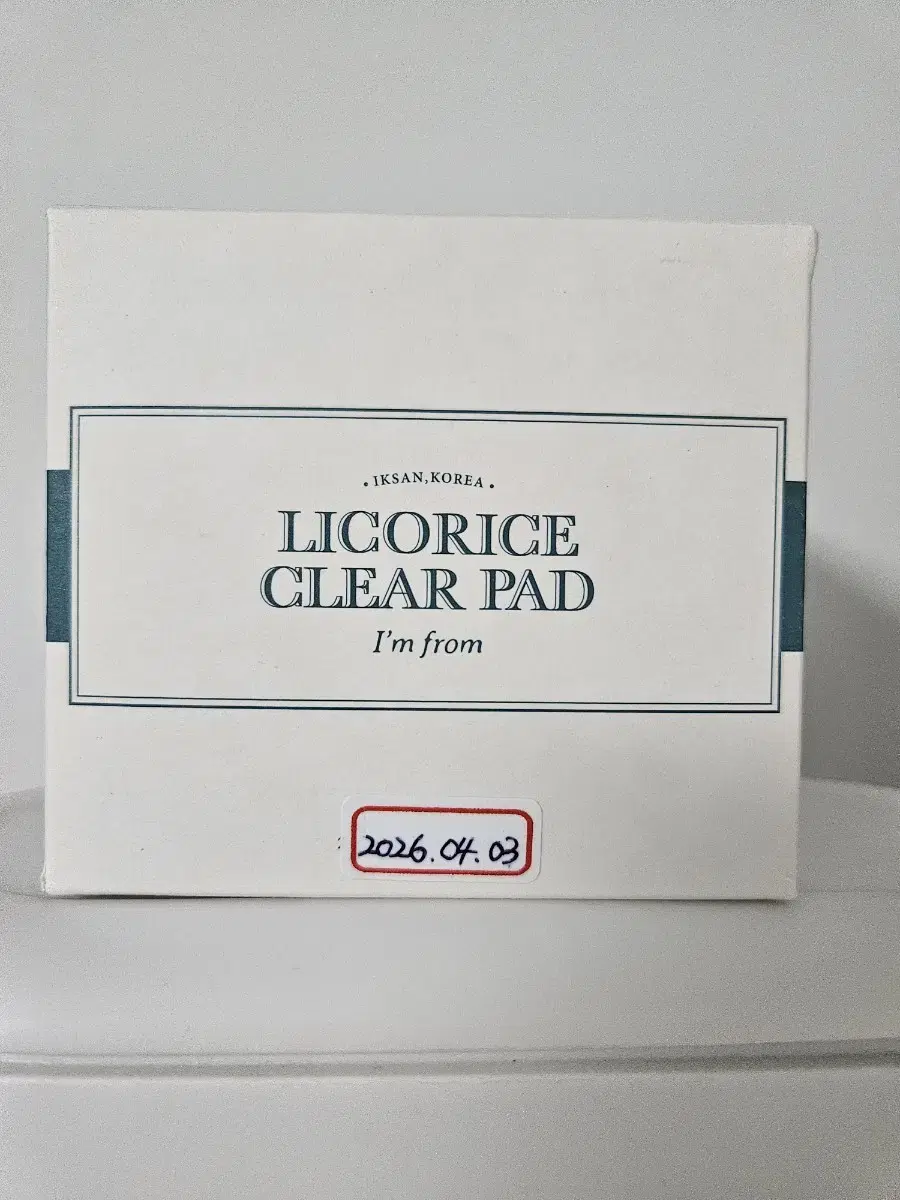 • IKSAN,KOREA •
LICORICE
CLEAR PAD
I'm from
2026.04.03